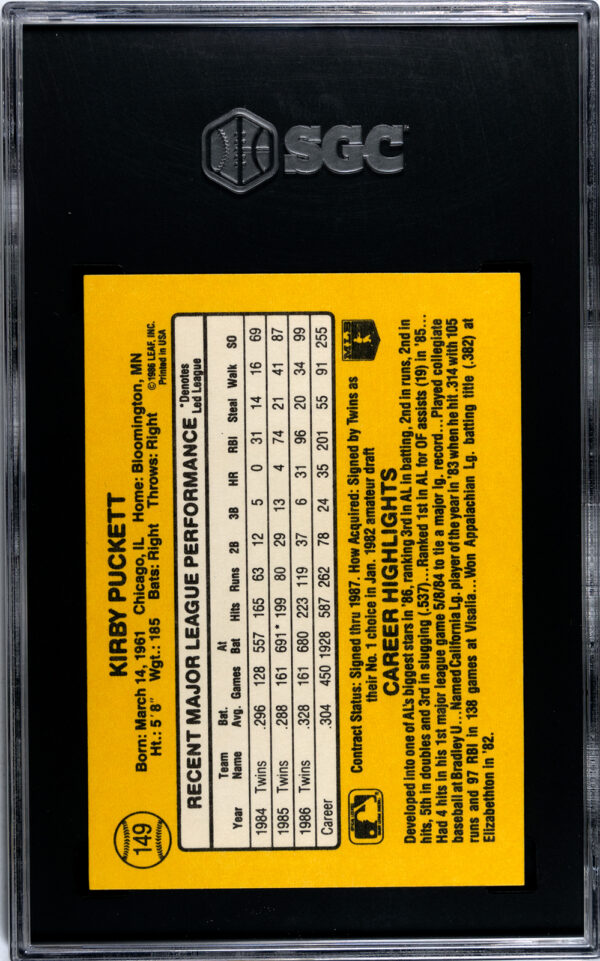 SGC
149
KIRBY PUCKETT
Born: March 14, 1961 Chicago, IL Home: Bloomington, MN
Ht.: 5' 8" Wgt.: 185 Bats: Right Throws: Right
© 1986 LEAF, INC.
Printed in USA
RECENT MAJOR LEAGUE PERFORMANCE *Denotes Led League
Year Team Name Bat. Avg. Games At Bat Hits Runs 2B 3B HR RBI Steal Walk SO
1984 Twins .296 128 557 165 63 12 5 0 31 14 16 69
1985 Twins .288 161 691* 199 80 29 13 4 74 21 41 87
1986 Twins .328 161 680 223 119 37 6 31 96 20 34 99
Career .304 450 1928 587 262 78 24 35 201 55 91 255
Contract Status: Signed thru 1987. How Acquired: Signed by Twins as
their No. 1 choice in Jan. 1982 amateur draft
MLB
CAREER HIGHLIGHTS
Developed into one of AL's biggest stars in '86, ranking 3rd in AL in batting, 2nd in runs, 2nd in
hits, 5th in doubles and 3rd in slugging (.537)... Ranked 1st in AL for OF assists (19) in '85...
Had 4 hits in his 1st major league game 5/8/84 to tie a major lg. record... Played collegiate
baseball at Bradley U... Named California Lg. player of the year in '83 when he hit .314 with 105
runs and 97 RBI in 138 games at Visalia... Won Appalachian Lg. batting title (.382) at
Elizabethton in '82.